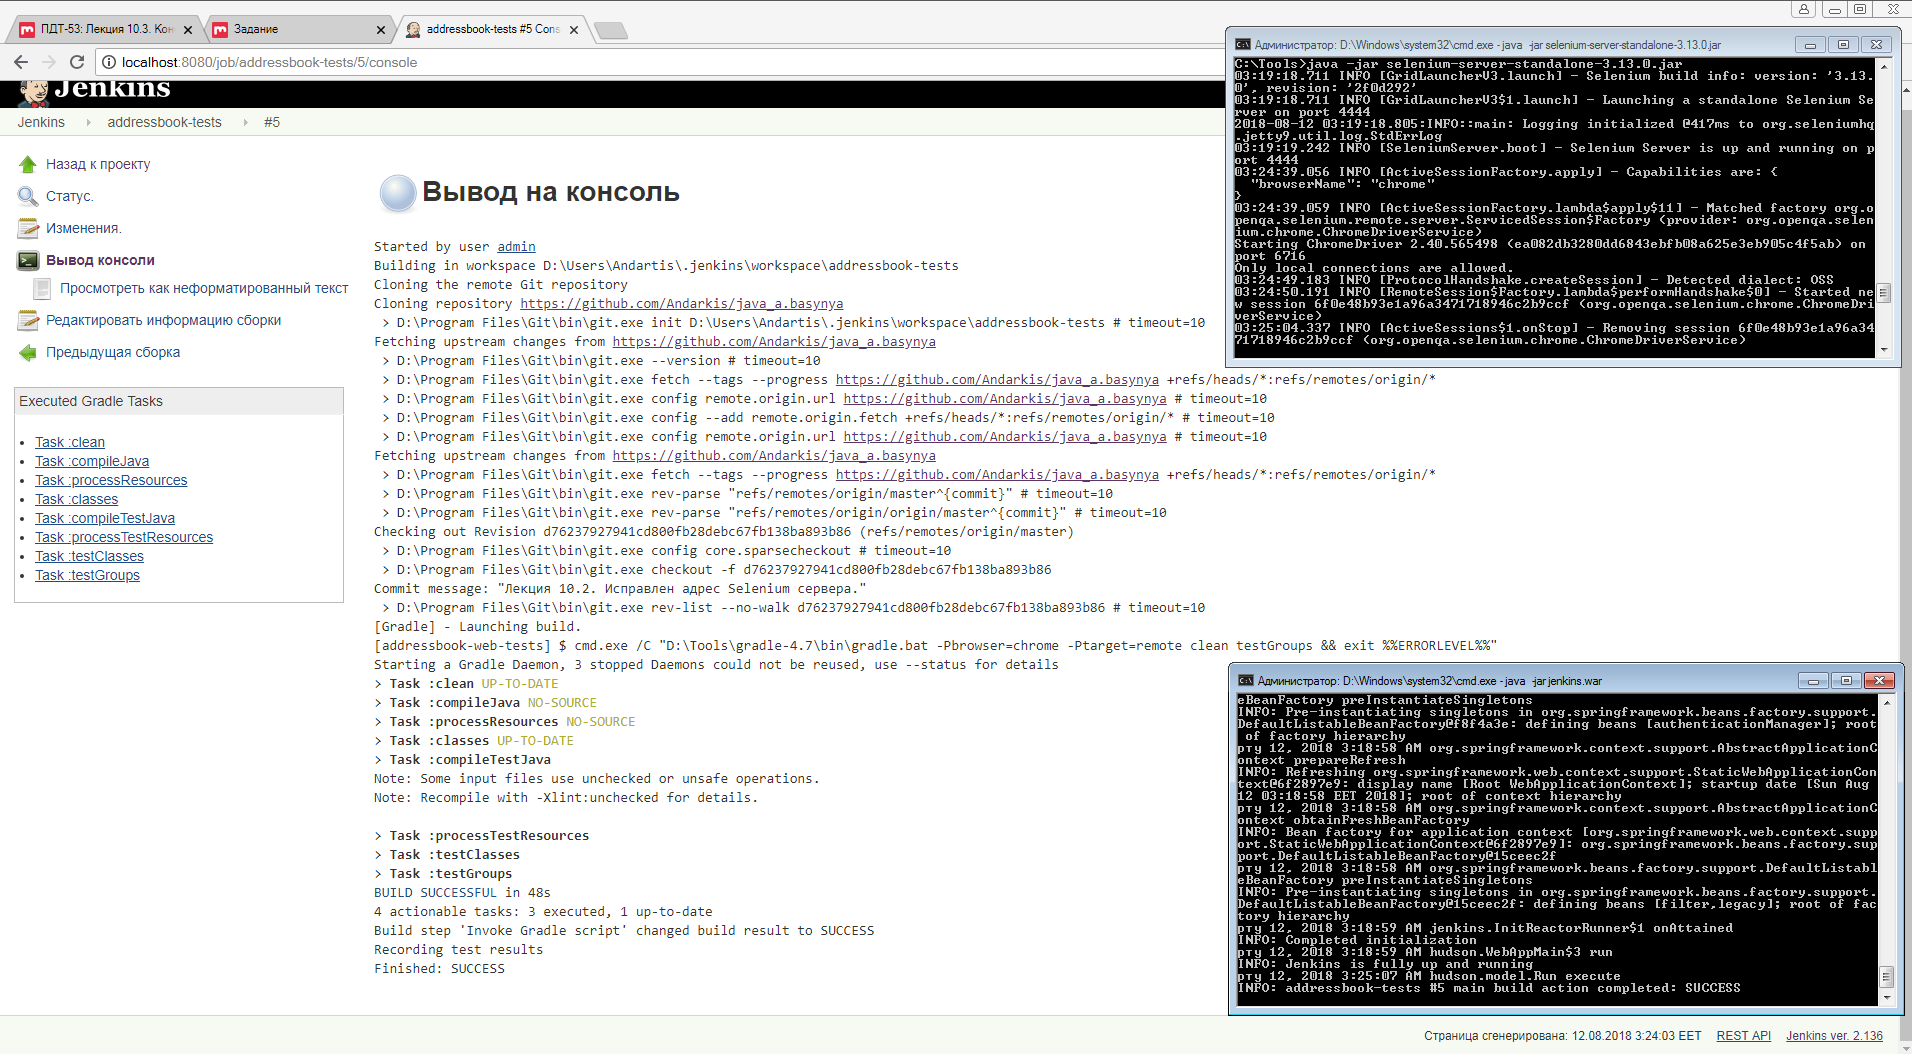 ПДТ-53: Лекция 10.3. Кон
Задание
addressbook-tests #5 Cons
localhost:8080/job/addressbook-tests/5/console
Jenkins
Jenkins addressbook-tests #5
Назад к проекту
Статус.
Изменения.
Вывод консоли
Просмотреть как неформатированный текст
Редактировать информацию сборки
Предыдущая сборка
Executed Gradle Tasks
Task :clean
Task :compileJava
Task :processResources
Task :classes
Task :compileTestJava
Task :processTestResources
Task :testClasses
Task :testGroups
Вывод на консоль
Started by user admin
Building in workspace D:\Users\Andartis\.jenkins\workspace\addressbook-tests
Cloning the remote Git repository
Cloning repository https://github.com/Andarkis/java_a.basynya
> D:\Program Files\Git\bin\git.exe init D:\Users\Andartis\.jenkins\workspace\addressbook-tests # timeout=10
Fetching upstream changes from https://github.com/Andarkis/java_a.basynya
> D:\Program Files\Git\bin\git.exe --version # timeout=10
> D:\Program Files\Git\bin\git.exe fetch --tags --progress https://github.com/Andarkis/java_a.basynya +refs/heads/*:refs/remotes/origin/*
> D:\Program Files\Git\bin\git.exe config remote.origin.url https://github.com/Andarkis/java_a.basynya # timeout=10
> D:\Program Files\Git\bin\git.exe config --add remote.origin.fetch +refs/heads/*:refs/remotes/origin/* # timeout=10
> D:\Program Files\Git\bin\git.exe config remote.origin.url https://github.com/Andarkis/java_a.basynya # timeout=10
Fetching upstream changes from https://github.com/Andarkis/java_a.basynya
> D:\Program Files\Git\bin\git.exe fetch --tags --progress https://github.com/Andarkis/java_a.basynya +refs/heads/*:refs/remotes/origin/*
> D:\Program Files\Git\bin\git.exe rev-parse "refs/remotes/origin/master^{commit}" # timeout=10
> D:\Program Files\Git\bin\git.exe rev-parse "refs/remotes/origin/origin/master^{commit}" # timeout=10
Checking out Revision d76237927941cd800fb28debc67fb138ba893b86 (refs/remotes/origin/master)
> D:\Program Files\Git\bin\git.exe config core.sparsecheckout # timeout=10
> D:\Program Files\Git\bin\git.exe checkout -f d76237927941cd800fb28debc67fb138ba893b86
Commit message: "Лекция 10.2. Исправлен адрес Selenium сервера."
> D:\Program Files\Git\bin\git.exe rev-list --no-walk d76237927941cd800fb28debc67fb138ba893b86 # timeout=10
[Gradle] - Launching build.
[addressbook-web-tests] $ cmd.exe /C "D:\Tools\gradle-4.7\bin\gradle.bat -Pbrowser=chrome -Ptarget=remote clean testGroups && exit %%ERRORLEVEL%%"
Starting a Gradle Daemon, 3 stopped Daemons could not be reused, use --status for details
> Task :clean UP-TO-DATE
> Task :compileJava NO-SOURCE
> Task :processResources NO-SOURCE
> Task :classes UP-TO-DATE
> Task :compileTestJava
Note: Some input files use unchecked or unsafe operations.
Note: Recompile with -Xlint:unchecked for details.
> Task :processTestResources
> Task :testClasses
> Task :testGroups
BUILD SUCCESSFUL in 48s
4 actionable tasks: 3 executed, 1 up-to-date
Build step 'Invoke Gradle script' changed build result to SUCCESS
Recording test results
Finished: SUCCESS
Администратор: D:\Windows\system32\cmd.exe - java -jar selenium-server-standalone-3.13.0.jar
C:\Tools>java -jar selenium-server-standalone-3.13.0.jar
03:19:18.711 INFO [GridLauncherV3.launch] - Selenium build info: version: '3.13.
0', revision: '2f0d292'
03:19:18.711 INFO [GridLauncherV3$1.launch] - Launching a standalone Selenium Se
rver on port 4444
2018-08-12 03:19:18.805:INFO::main: Logging initialized @417ms to org.seleniumhq
.jetty9.util.log.StdErrLog
03:19:19.242 INFO [SeleniumServer.boot] - Selenium Server is up and running on p
ort 4444
03:24:39.056 INFO [ActiveSessionFactory.apply] - Capabilities are: {
"browserName": "chrome"
}
03:24:39.059 INFO [ActiveSessionFactory.lambda$apply$11] - Matched factory org.o
penqa.selenium.remote.server.ServicedSession$Factory (provider: org.openqa.selen
ium.chrome.ChromeDriverService)
Starting ChromeDriver 2.40.565498 (ea082db3280dd6843ebfb08a625e3eb905c4f5ab) on
port 6716
Only local connections are allowed.
03:24:49.183 INFO [ProtocolHandshake.createSession] - Detected dialect: OSS
03:24:50.191 INFO [RemoteSession$Factory.lambda$performHandshake$0] - Started ne
w session 6f0e48b93e1a96a3471718946c2b9ccf (org.openqa.selenium.chrome.ChromeDri
verService)
03:25:04.337 INFO [ActiveSessions$1.onStop] - Removing session 6f0e48b93e1a96a34
71718946c2b9ccf (org.openqa.selenium.chrome.ChromeDriverService)
Администратор: D:\Windows\system32\cmd.exe - java -jar jenkins.war
eBeanFactory preInstantiateSingletons
INFO: Pre-instantiating singletons in org.springframework.beans.factory.support.
DefaultListableBeanFactory@f8f4a3e: defining beans [authenticationManager]; root
of factory hierarchy
рту 12, 2018 3:18:58 AM org.springframework.context.support.AbstractApplicationC
ontext prepareRefresh
INFO: Refreshing org.springframework.web.context.support.StaticWebApplicationCon
text@6f2897e9: display name [Root WebApplicationContext]; startup date [Sun Aug
12 03:18:58 EET 2018]; root of context hierarchy
рту 12, 2018 3:18:58 AM org.springframework.context.support.AbstractApplicationC
ontext obtainFreshBeanFactory
INFO: Bean factory for application context [org.springframework.web.context.supp
ort.StaticWebApplicationContext@6f2897e9]: org.springframework.beans.factory.sup
port.DefaultListableBeanFactory@15ceec2f
рту 12, 2018 3:18:58 AM org.springframework.beans.factory.support.DefaultListabl
eBeanFactory preInstantiateSingletons
INFO: Pre-instantiating singletons in org.springframework.beans.factory.support.
DefaultListableBeanFactory@15ceec2f: defining beans [filter,legacy]; root of fac
tory hierarchy
рту 12, 2018 3:18:59 AM jenkins.InitReactorRunner$1 onAttained
INFO: Completed initialization
рту 12, 2018 3:18:59 AM hudson.WebAppMain$3 run
INFO: Jenkins is fully up and running
рту 12, 2018 3:25:07 AM hudson.model.Run execute
INFO: addressbook-tests #5 main build action completed: SUCCESS
Страница сгенерирована: 12.08.2018 3:24:03 EET REST API Jenkins ver. 2.136